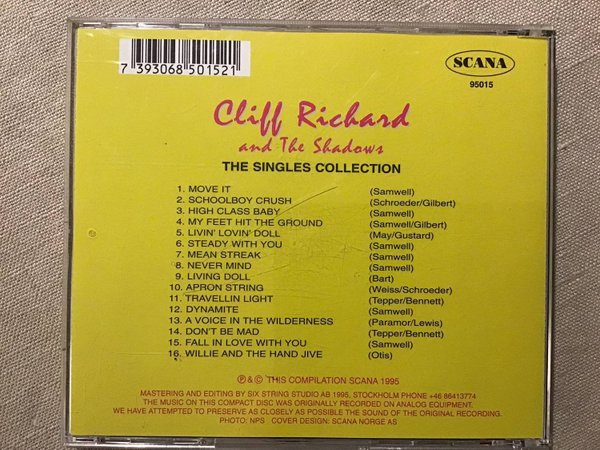 7 393068 501521
SCANA
95015
Cliff Richard
and The Shadows
THE SINGLES COLLECTION
1. MOVE IT (Samwell)
2. SCHOOLBOY CRUSH (Schroeder/Gilbert)
3. HIGH CLASS BABY (Samwell)
4. MY FEET HIT THE GROUND (Samwell/Gilbert)
5. LIVIN' LOVIN' DOLL (May/Gustard)
6. STEADY WITH YOU (Samwell)
7. MEAN STREAK (Samwell)
8. NEVER MIND (Samwell)
9. LIVING DOLL (Bart)
10. APRON STRING (Weiss/Schroeder)
11. TRAVELLIN LIGHT (Tepper/Bennett)
12. DYNAMITE (Samwell)
13. A VOICE IN THE WILDERNESS (Paramor/Lewis)
14. DON'T BE MAD (Tepper/Bennett)
15. FALL IN LOVE WITH YOU (Samwell)
16. WILLIE AND THE HAND JIVE (Otis)
℗ & © THIS COMPILATION SCANA 1995
MASTERING AND EDITING BY SIX STRING STUDIO AB 1995, STOCKHOLM PHONE +46 86413774
THE MUSIC ON THIS COMPACT DISC WAS ORIGINALLY RECORDED ON ANALOG EQUIPMENT.
WE HAVE ATTEMPTED TO PRESERVE AS CLOSELY AS POSSIBLE THE SOUND OF THE ORIGINAL RECORDING.
PHOTO: NPS COVER DESIGN: SCANA NORGE AS